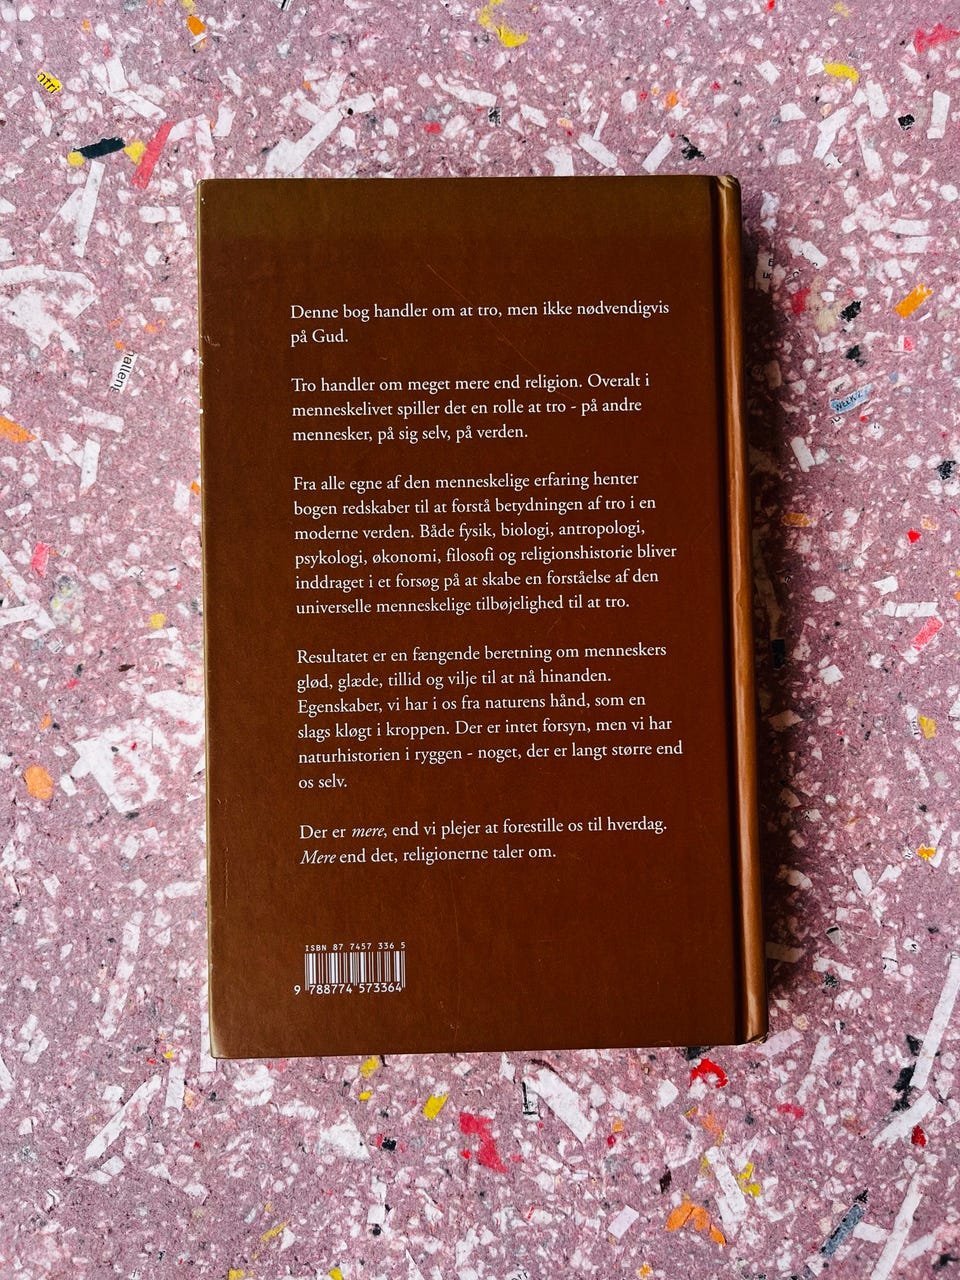 Denne bog handler om at tro, men ikke nødvendigvis
på Gud.
Tro handler om meget mere end religion. Overalt i
menneskelivet spiller det en rolle at tro - på andre
mennesker, på sig selv, på verden.
Fra alle egne af den menneskelige erfaring henter
bogen redskaber til at forstå betydningen af tro i en
moderne verden. Både fysik, biologi, antropologi,
psykologi, økonomi, filosofi og religionshistorie bliver
inddraget i et forsøg på at skabe en forståelse af den
universelle menneskelige tilbøjelighed til at tro.
Resultatet er en fængende beretning om menneskers
glød, glæde, tillid og vilje til at nå hinanden.
Egenskaber, vi har i os fra naturens hånd, som en
slags kløgt i kroppen. Der er intet forsyn, men vi har
naturhistorien i ryggen - noget, der er langt større end
os selv.
Der er mere, end vi plejer at forestille os til hverdag.
Mere end det, religionerne taler om.
ISBN 87 7457 336 5
9 788774 573364